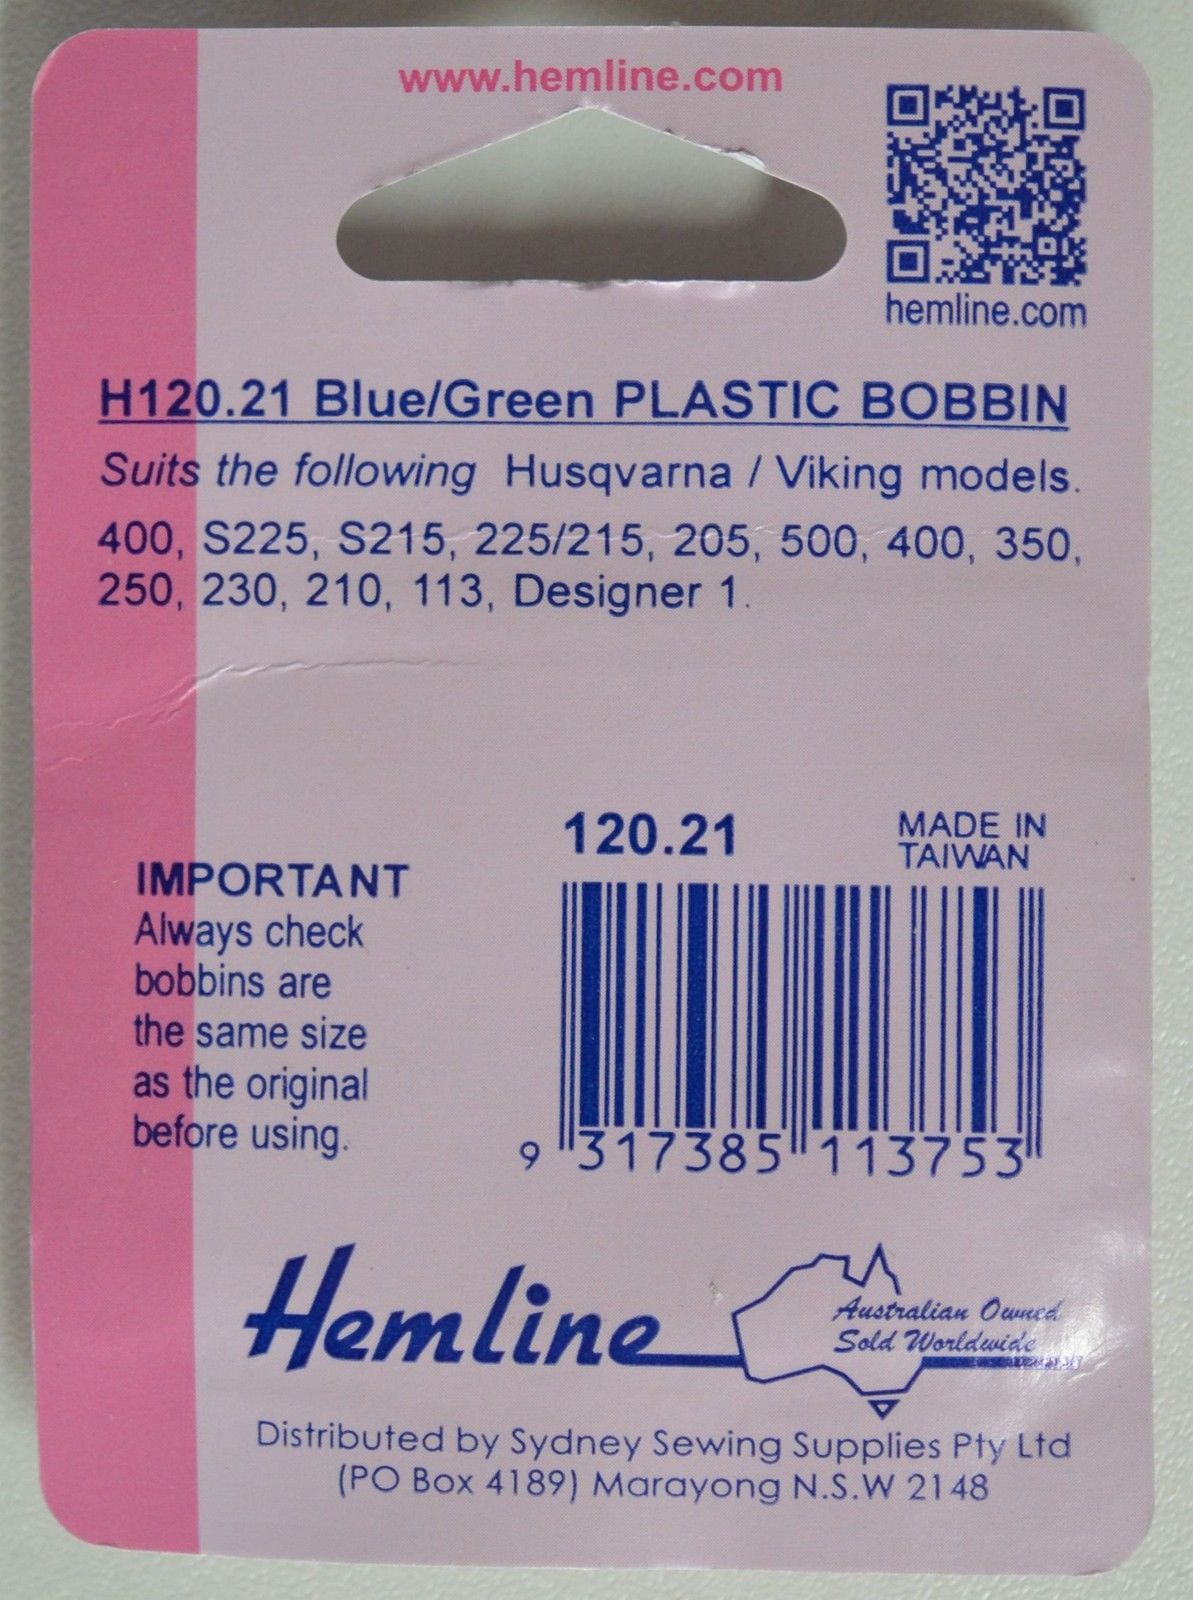 www.hemline.com
hemline.com
H120.21 Blue/Green PLASTIC BOBBIN
Suits the following Husqvarna / Viking models.
400, S225, S215, 225/215, 205, 500, 400, 350,
250, 230, 210, 113, Designer 1.
120.21
MADE IN
TAIWAN
IMPORTANT
Always check
bobbins are
the same size
as the original
before using.
9 317385 113753
Hemline
Australian Owned
Sold Worldwide
Distributed by Sydney Sewing Supplies Pty Ltd
(PO Box 4189) Marayong N.S.W 2148